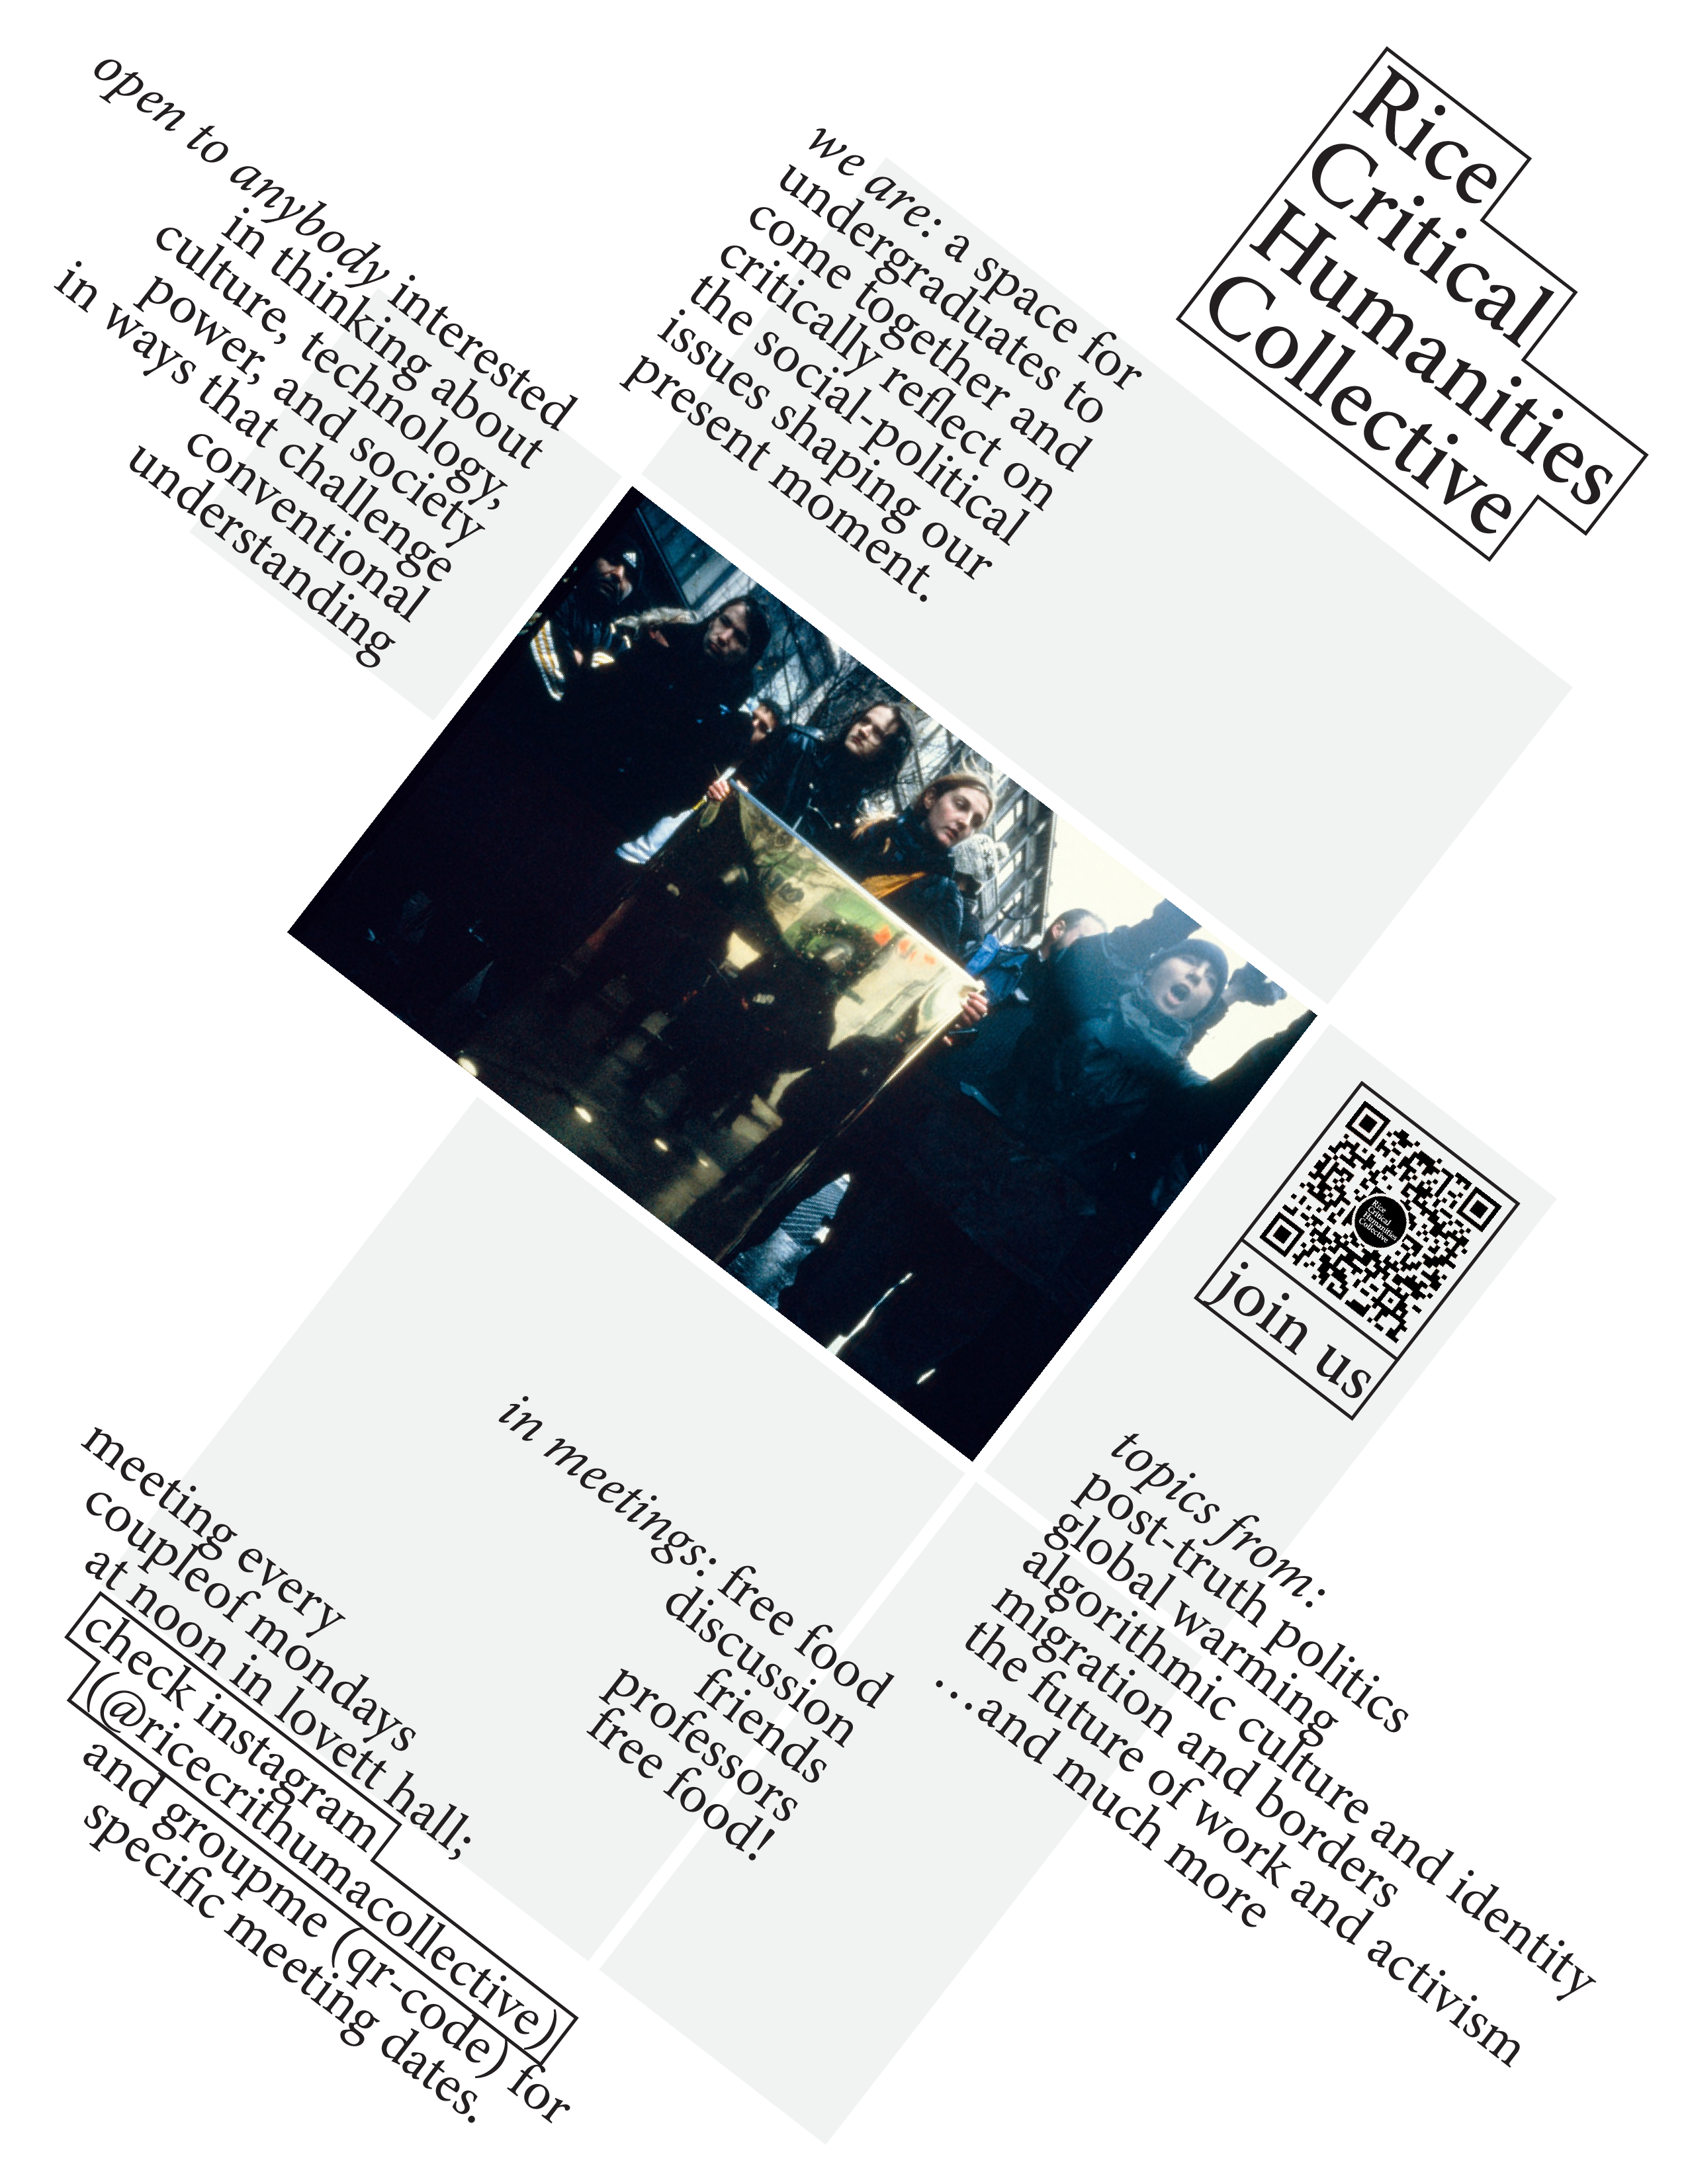 Rice
Critical
Humanities
Collective
open to anybody interested
in thinking about
culture, technology,
power, and society
in ways that challenge
conventional
understanding
we are: a space for
undergraduates to
come together and
critically reflect on
the social-political
issues shaping our
present moment.
Rice
Critical
Humanities
Collective
join us
meeting every
coupleof mondays
at noon in lovett hall;
check instagram
(@ricecrithumacollective)
and groupme (qr-code) for
specific meeting dates.
in meetings: free food
discussion
friends
professors
free food!
topics from:
post-truth politics
global warming
algorithmic culture and identity
migration and borders
the future of work and activism
...and much more